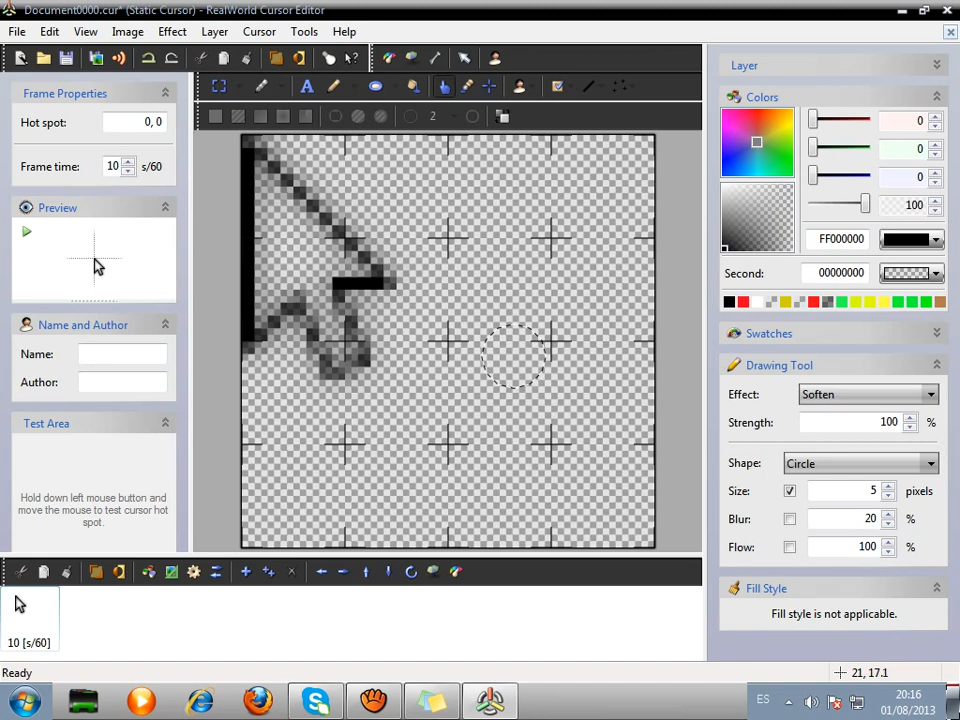 Document0000.cur* (Static Cursor) - RealWorld Cursor Editor
File Edit View Image Effect Layer Cursor Tools Help
2
Frame Properties
Hot spot: 0, 0
Frame time: 10 s/60
Preview
Name and Author
Name:
Author:
Test Area
Hold down left mouse button and
move the mouse to test cursor hot
spot.
10 [s/60]
Layer
Colors
0
0
0
100
FF000000
Second: 00000000
Swatches
Drawing Tool
Effect: Soften
Strength: 100 %
Shape: Circle
Size: 5 pixels
Blur: 20 %
Flow: 100 %
Fill Style
Fill style is not applicable.
Ready
21, 17.1
ES
20:16
01/08/2013